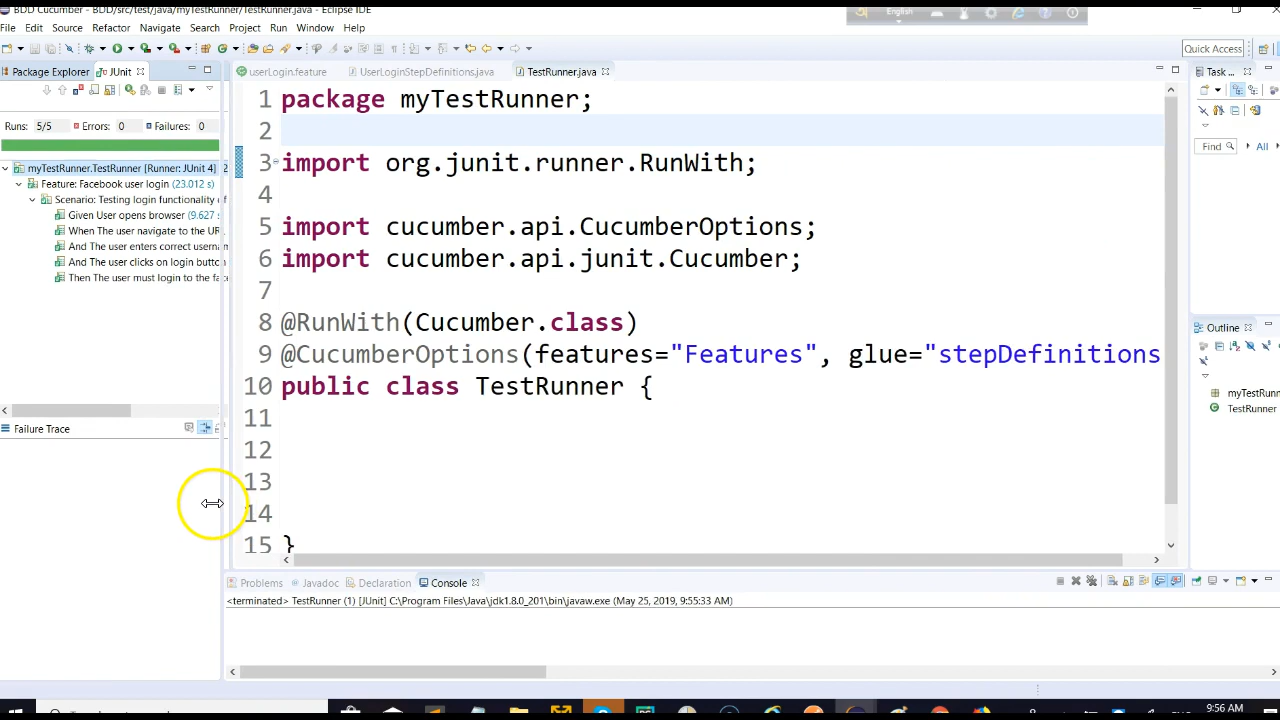 BDD Cucumber - BDD/src/test/java/myTestRunner/TestRunner.java - Eclipse IDE
English
File Edit Source Refactor Navigate Search Project Run Window Help
Quick Access
Package Explorer JUnit
userLogin.feature UserLoginStepDefinitions.java TestRunner.java
Task ...
Runs: 5/5 Errors: 0 Failures: 0
myTestRunner.TestRunner [Runner: JUnit 4]
Feature: Facebook user login (23.012 s)
Scenario: Testing login functionality
Given User opens browser (9.627 s)
When The user navigate to the UR
And The user enters correct usern
And The user clicks on login butto
Then The user must login to the fa
Failure Trace
1 package myTestRunner;
2
3 import org.junit.runner.RunWith;
4
5 import cucumber.api.CucumberOptions;
6 import cucumber.api.junit.Cucumber;
7
8 @RunWith(Cucumber.class)
9 @CucumberOptions(features="Features", glue="stepDefinitions
10 public class TestRunner {
11
12
13
14
15 }
Find All
Outline
myTestRunn
TestRunner
Problems Javadoc Declaration Console
<terminated> TestRunner (1) [JUnit] C:\Program Files\Java\jdk1.8.0_201\bin\javaw.exe (May 25, 2019, 9:55:33 AM)
9:56 AM